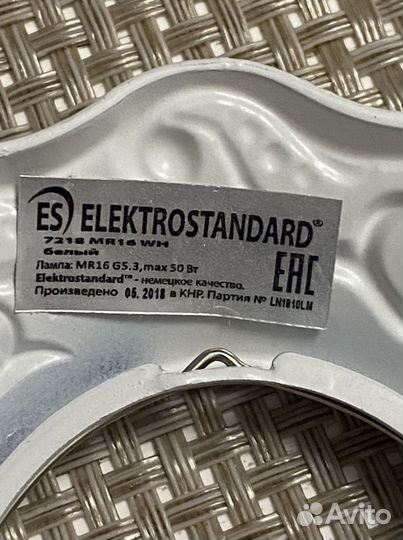 ES ELEKTROSTANDARD®
7218 MR16 WH
белый
Лампа: MR16 G5.3, max 50 Вт
Elektrostandard™ - немецкое качество.
Произведено 05. 2018 в КНР. Партия № LN1810LM
EAC
Avito